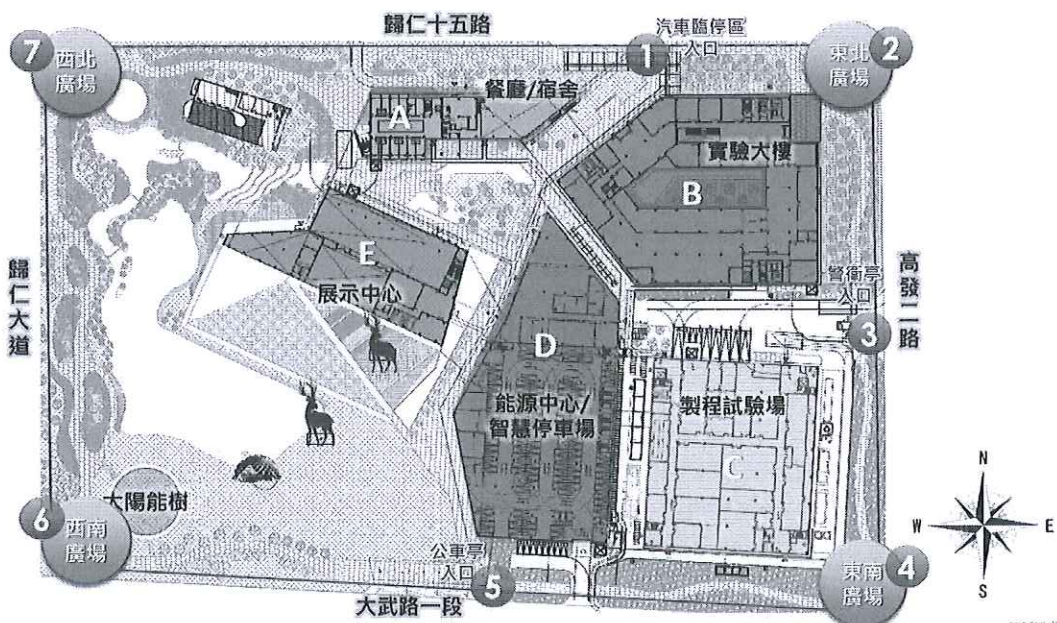 歸仁十五路
汽車臨停區
入口
1
7
西北
廣場
東北
廣場
2
餐廳/宿舍
A
實驗大樓
B
E
展示中心
歸仁大道
警衛亭
入口
3
高發二路
D
能源中心/
智慧停車場
製程試驗場
C
太陽能樹
6
西南
廣場
公車亭
入口
5
大武路一段
東南
廣場
4
N
W
E
S